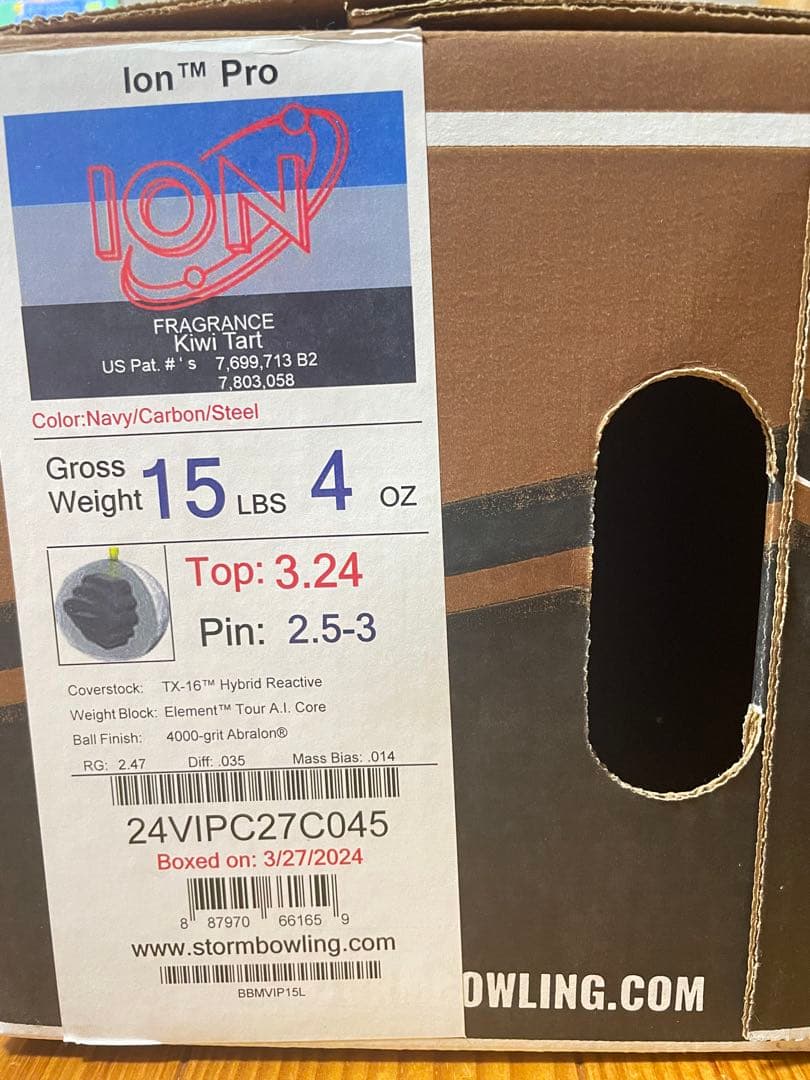 Ion™ Pro
ION
FRAGRANCE
Kiwi Tart
US Pat. #'s 7,699,713 B2
7,803,058
Color:Navy/Carbon/Steel
Gross Weight 15 LBS 4 OZ
Top: 3.24
Pin: 2.5-3
Coverstock: TX-16™ Hybrid Reactive
Weight Block: Element™ Tour A.I. Core
Ball Finish: 4000-grit Abralon®
RG: 2.47 Diff: .035 Mass Bias: .014
24VIPC27C045
Boxed on: 3/27/2024
8 87970 66165 9
www.stormbowling.com
BBMVIP15L
OWLING.COM